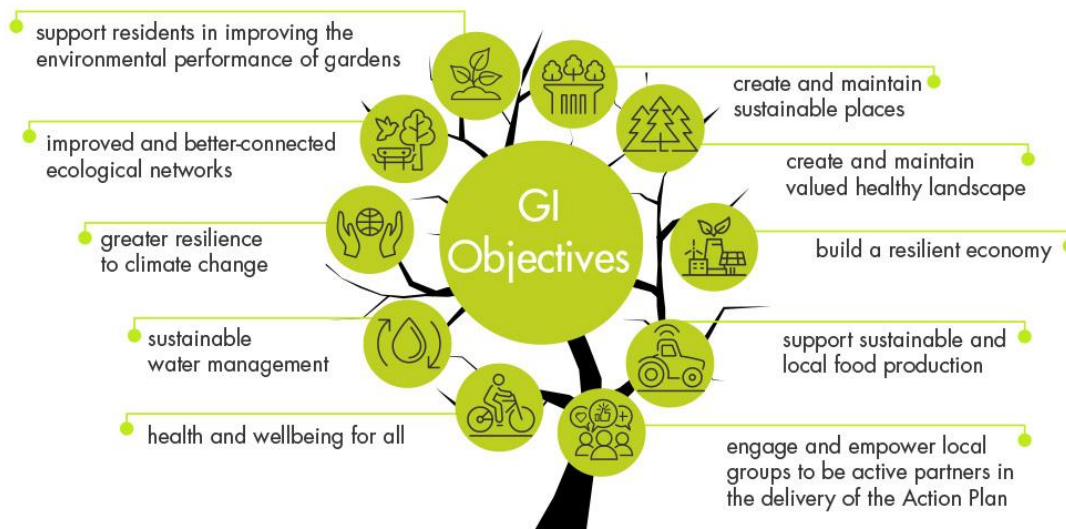 support residents in improving the
environmental performance of gardens
improved and better-connected
ecological networks
greater resilience
to climate change
sustainable
water management
health and wellbeing for all
GI
Objectives
create and maintain
sustainable places
create and maintain
valued healthy landscape
build a resilient economy
support sustainable and
local food production
engage and empower local
groups to be active partners in
the delivery of the Action Plan